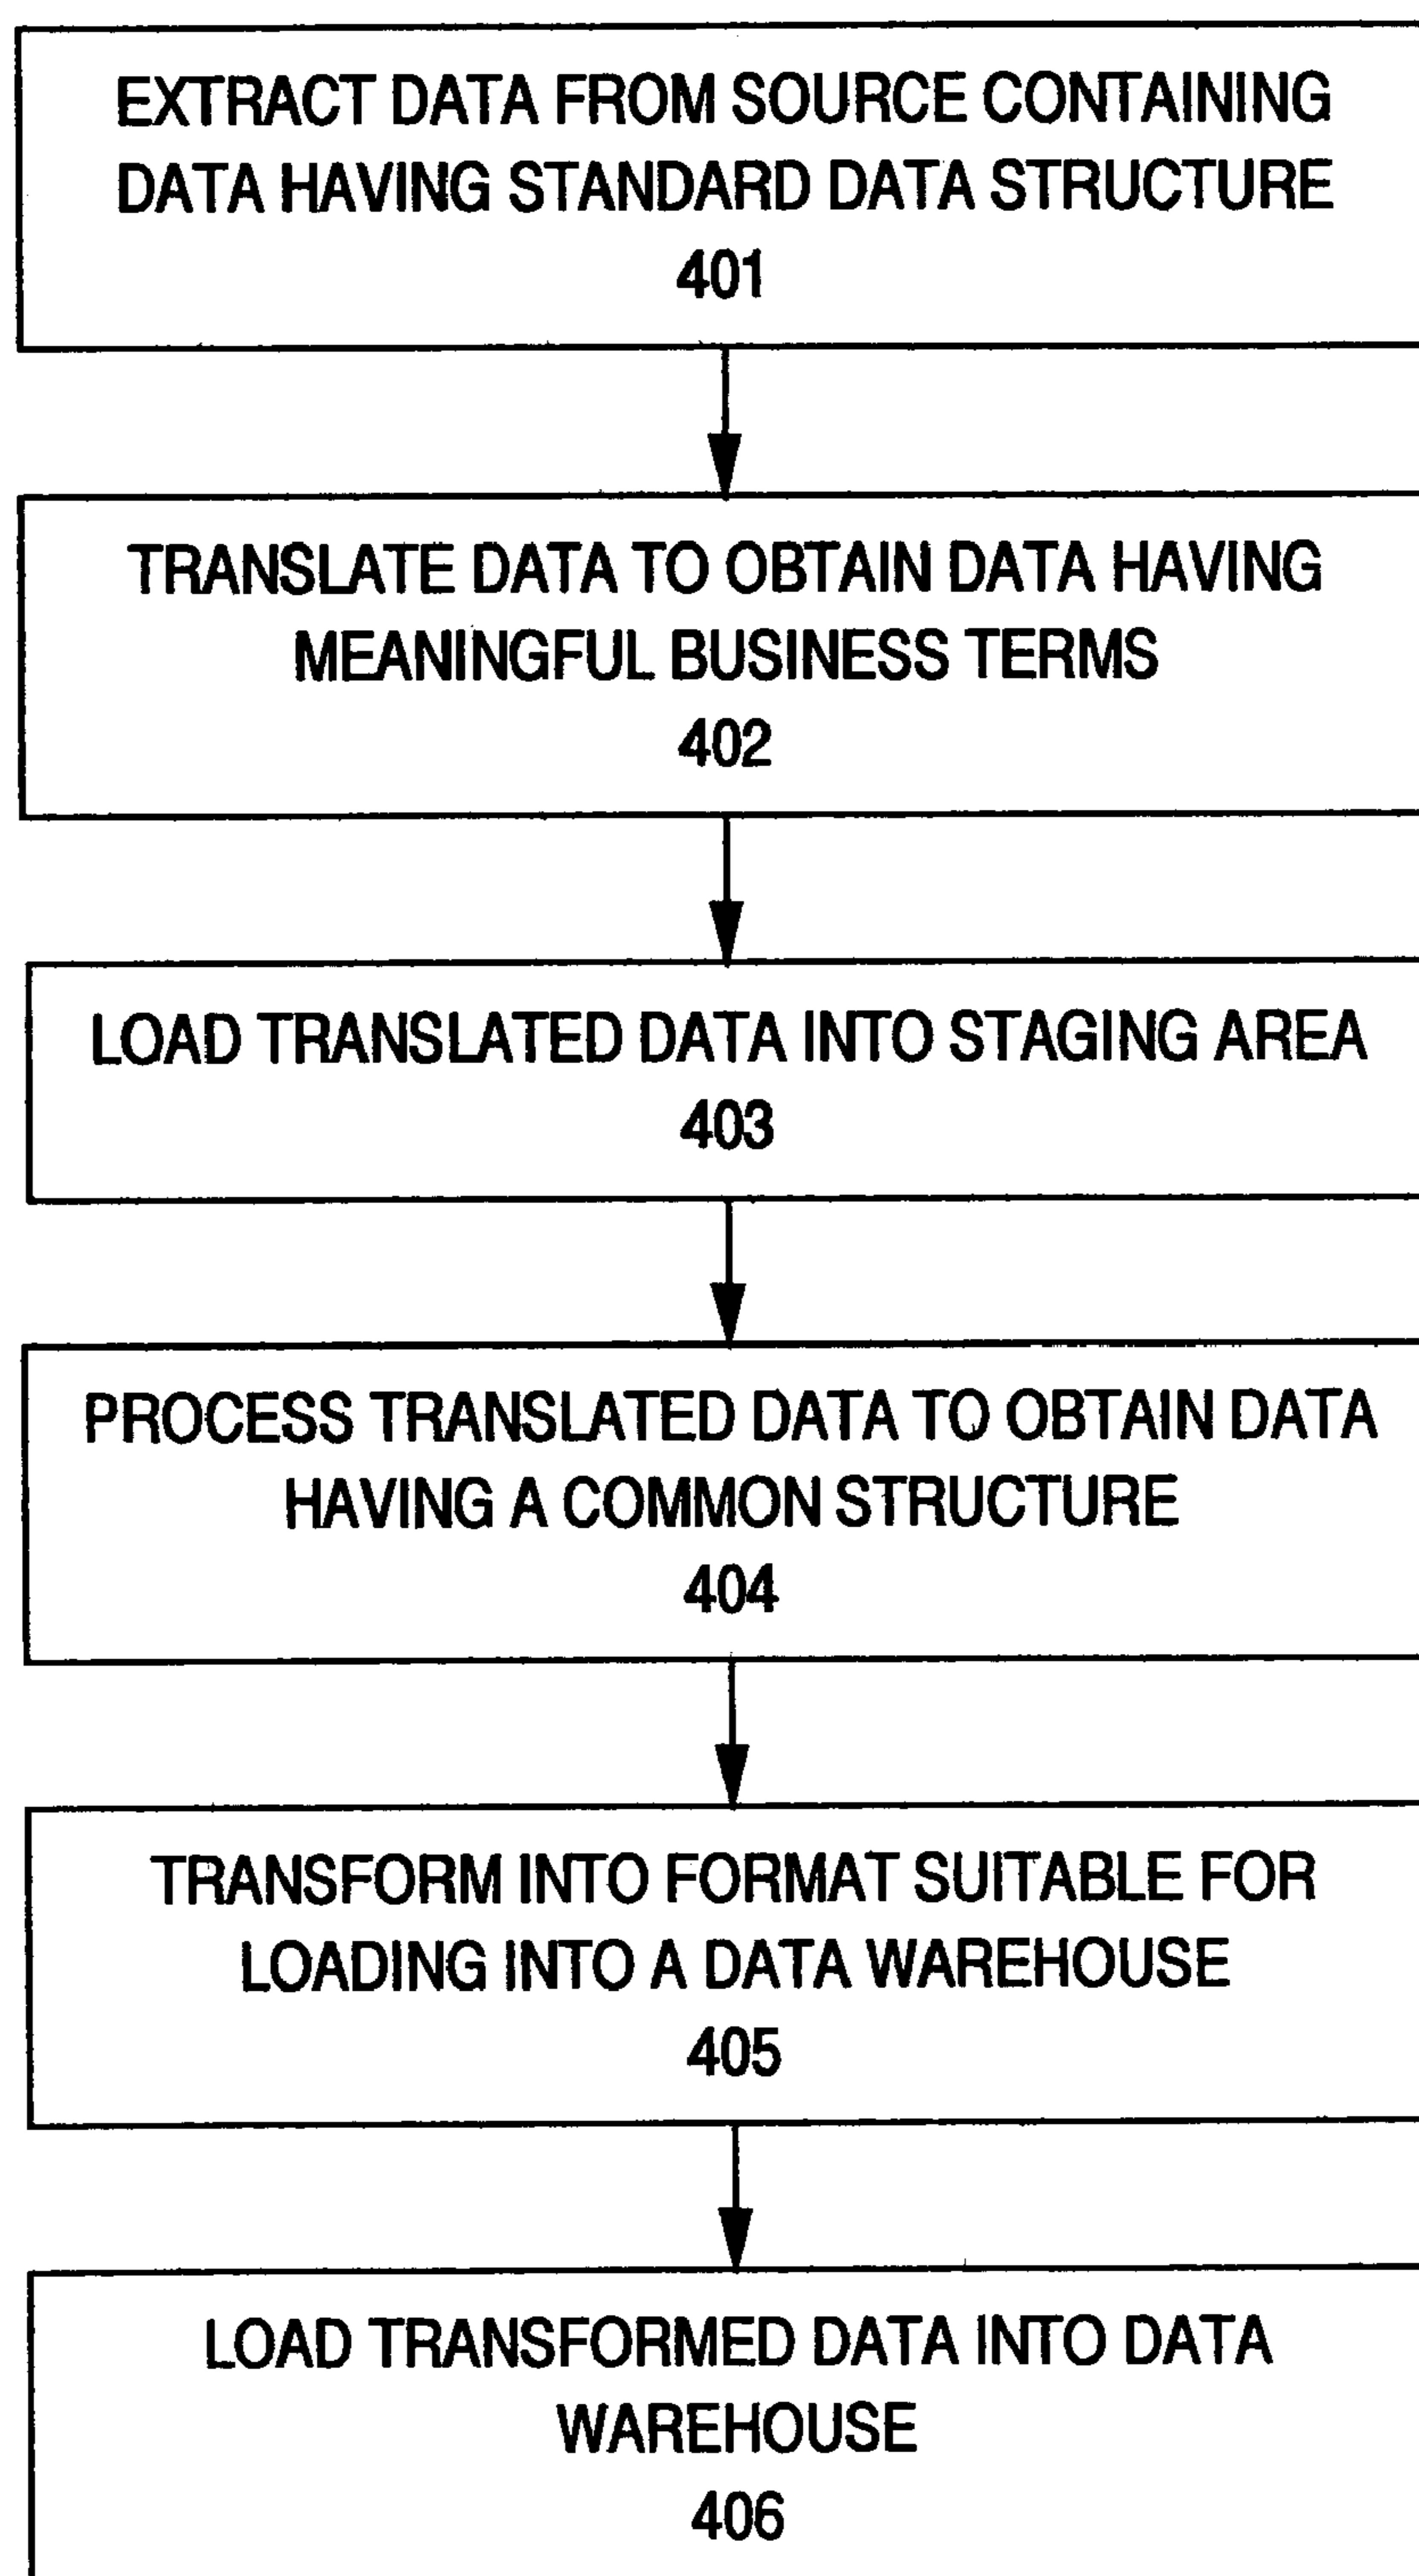 EXTRACT DATA FROM SOURCE CONTAINING
DATA HAVING STANDARD DATA STRUCTURE
401
TRANSLATE DATA TO OBTAIN DATA HAVING
MEANINGFUL BUSINESS TERMS
402
LOAD TRANSLATED DATA INTO STAGING AREA
403
PROCESS TRANSLATED DATA TO OBTAIN DATA
HAVING A COMMON STRUCTURE
404
TRANSFORM INTO FORMAT SUITABLE FOR
LOADING INTO A DATA WAREHOUSE
405
LOAD TRANSFORMED DATA INTO DATA
WAREHOUSE
406